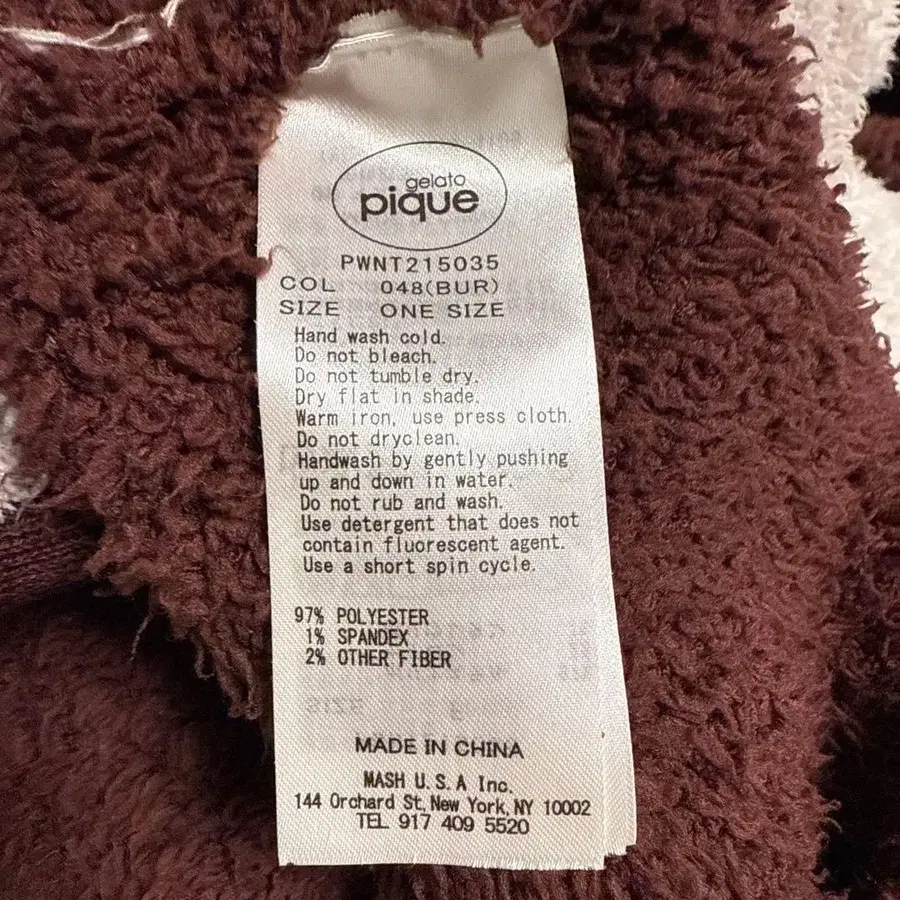 gelato
pique
PWNT215035
COL 048(BUR)
SIZE ONE SIZE
Hand wash cold.
Do not bleach.
Do not tumble dry.
Dry flat in shade.
Warm iron, use press cloth.
Do not dryclean.
Handwash by gently pushing
up and down in water.
Do not rub and wash.
Use detergent that does not
contain fluorescent agent.
Use a short spin cycle.
97% POLYESTER
1% SPANDEX
2% OTHER FIBER
MADE IN CHINA
MASH U.S.A Inc.
144 Orchard St, New York, NY 10002
TEL 917 409 5520